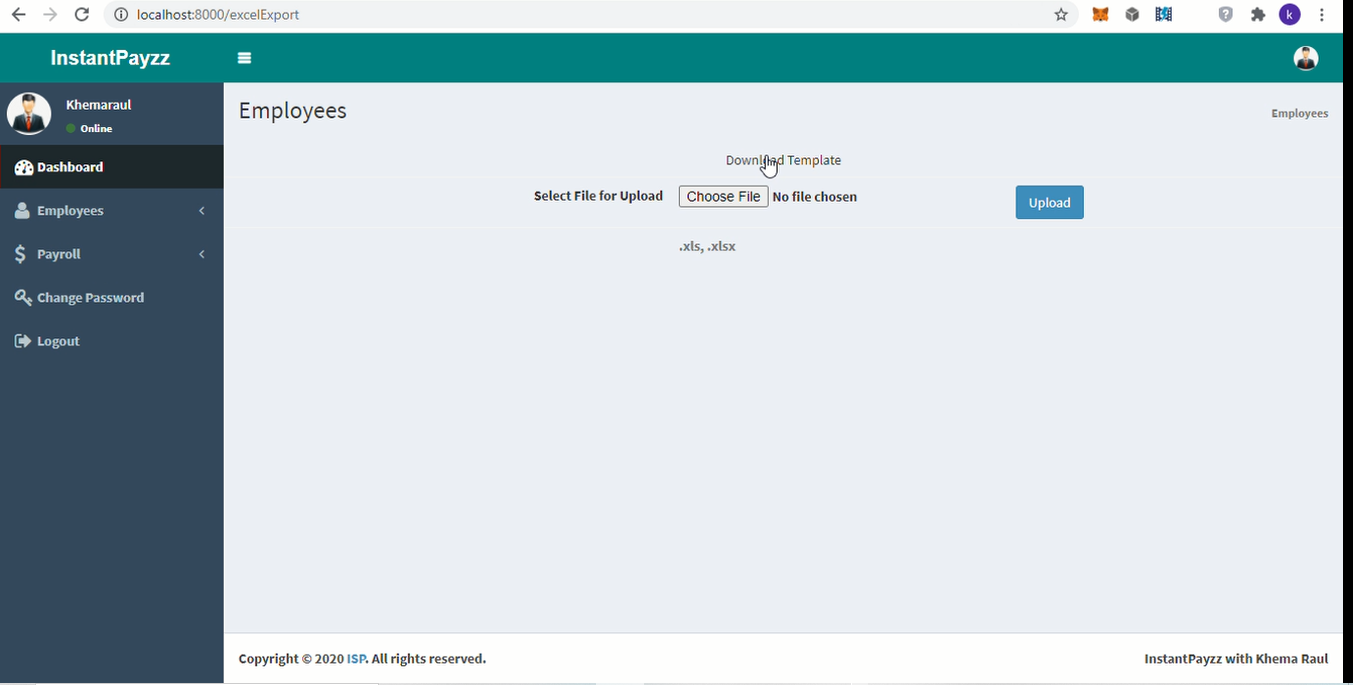 localhost:8000/excelExport
k
InstantPayzz
Khemaraul
Online
Dashboard
Employees
Payroll
Change Password
Logout
Employees
Employees
Download Template
Select File for Upload Choose File No file chosen Upload
.xls, .xlsx
Copyright © 2020 ISP. All rights reserved.
InstantPayzz with Khema Raul